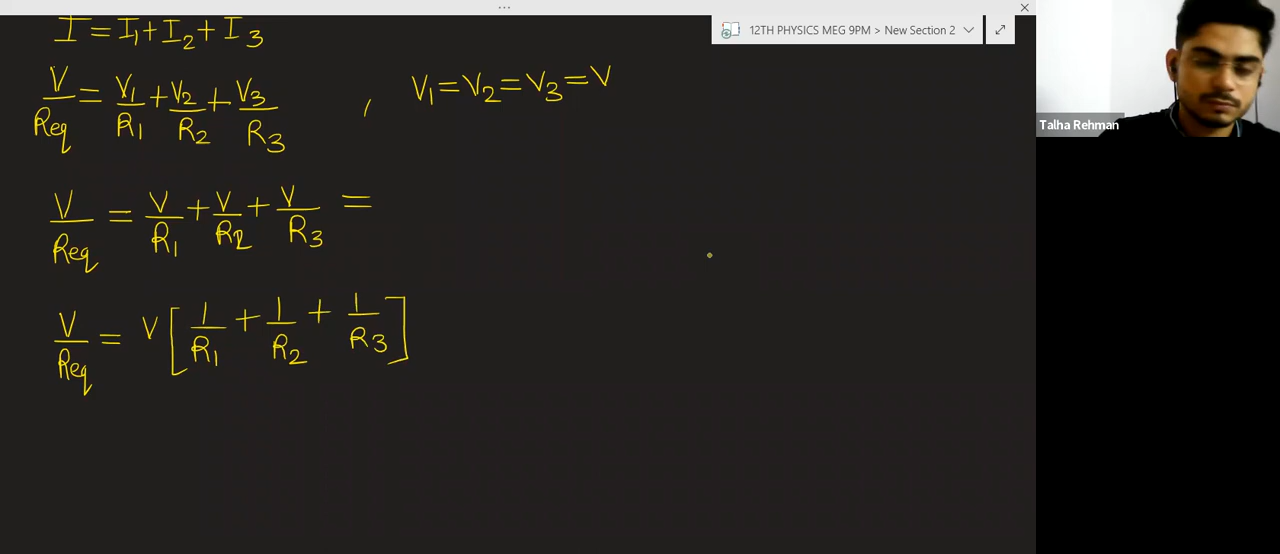 12TH PHYSICS MEG 9PM > New Section 2
I = I₁ + I₂ + I₃
V/Req = V₁/R₁ + V₂/R₂ + V₃/R₃ , V₁ = V₂ = V₃ = V
Talha Rehman
V/Req = V/R₁ + V/R₂ + V/R₃ =
V/Req = V[1/R₁ + 1/R₂ + 1/R₃]